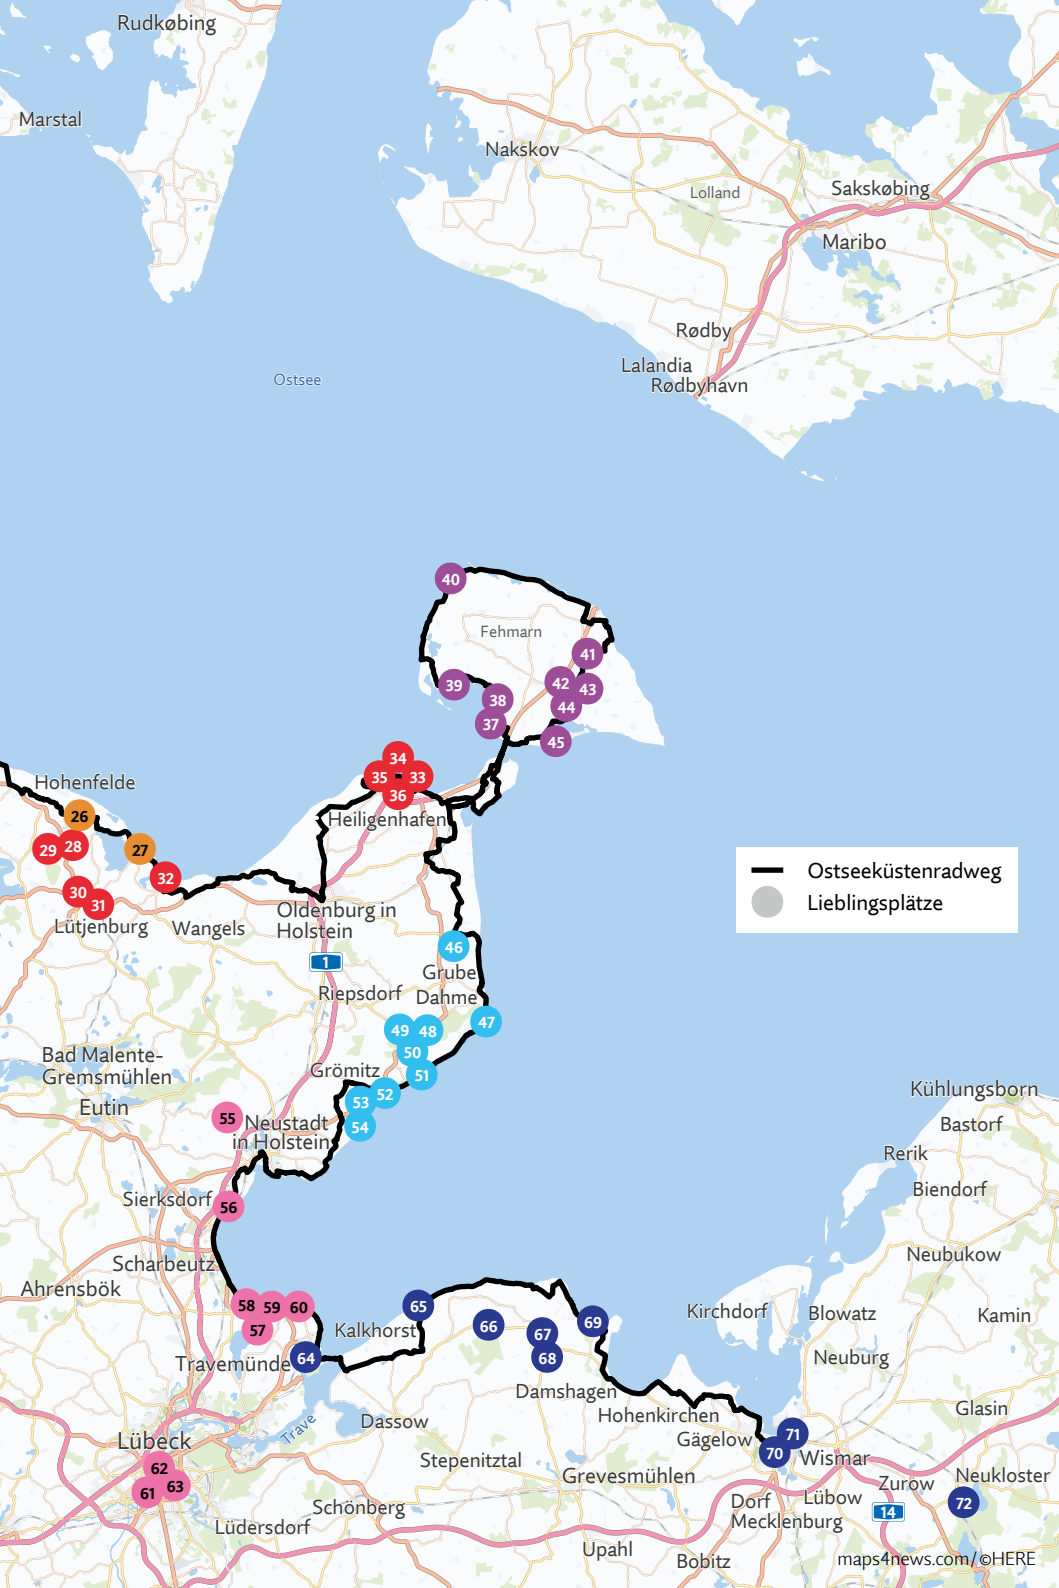 Rudkøbing
Marstal
Nakskov
Lolland
Sakskøbing
Maribo
Rødby
Lalandia
Rødbyhavn
Ostsee
40
Fehmarn
41
39
42
43
38
44
37
45
34
35
33
36
Heiligenhafen
Hohenfelde
26
29
28
27
32
30
31
Lütjenburg
Wangels
Oldenburg in
Holstein
Ostseeküstenradweg
Lieblingsplätze
1
46
Grube
Riepsdorf
Dahme
47
49
48
50
51
Grömitz
52
53
54
Bad Malente-
Gremsmühlen
Eutin
55
Neustadt
in Holstein
Kühlungsborn
Bastorf
Rerik
Biendorf
Sierksdorf
56
Scharbeutz
Ahrensbök
Neubukow
58
59
60
57
65
Kalkhorst
66
67
69
68
Kirchdorf
Blowatz
Kamin
Travemünde
64
Neuburg
Damshagen
Hohenkirchen
Glasin
Dassow
Trave
Lübeck
Gägelow
71
70
Wismar
Stepenitztal
Grevesmühlen
62
61
63
Zurow
Neukloster
Schönberg
Lüdersdorf
Dorf
Mecklenburg
Lübow
14
72
Upahl
Bobitz
maps4news.com/©HERE